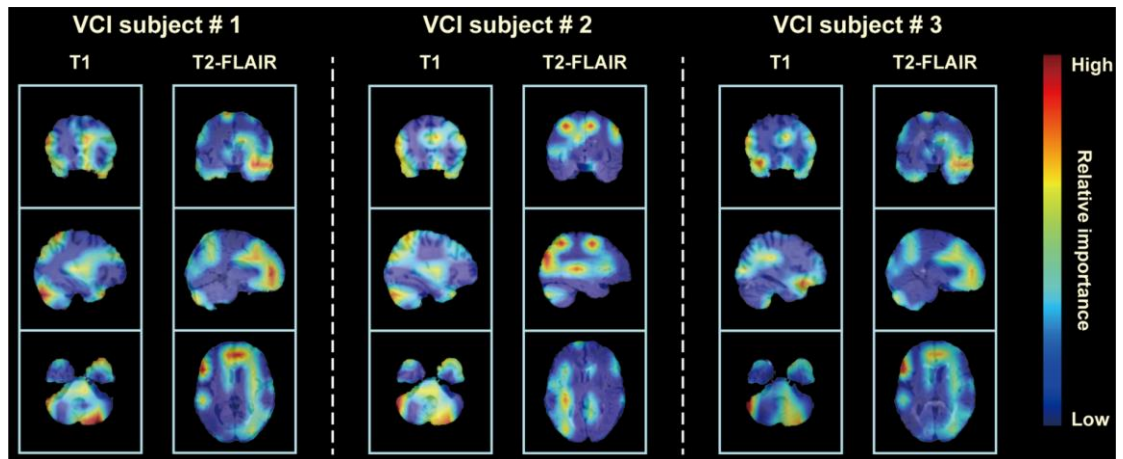 VCI subject # 1
VCI subject # 2
VCI subject # 3
T1
T2-FLAIR
T1
T2-FLAIR
T1
T2-FLAIR
High
Relative importance
Low